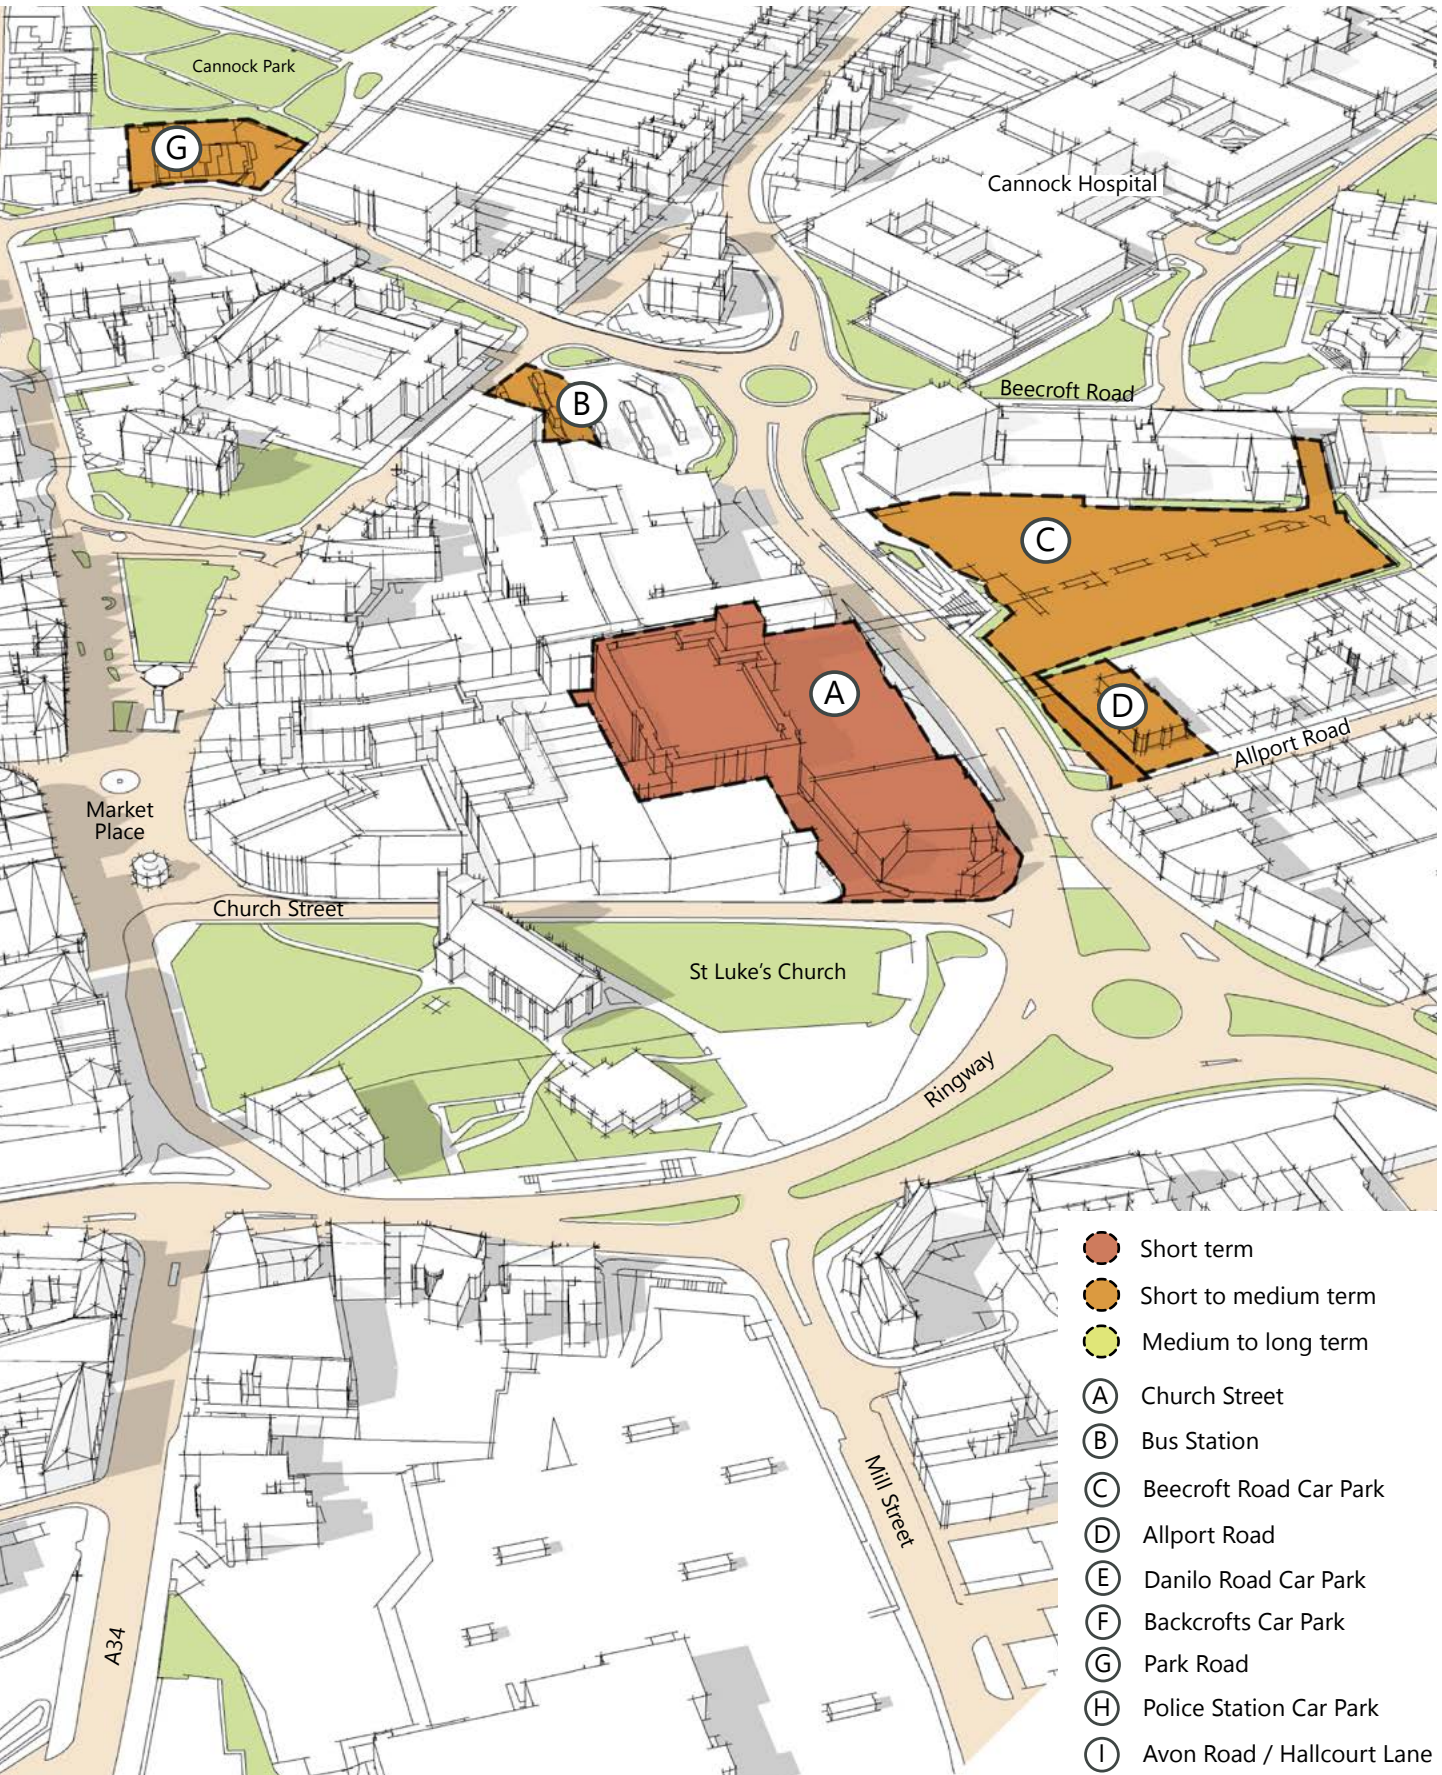 Cannock Park
G
Cannock Hospital
Beecroft Road
B
C
A
D
Allport Road
Market
Place
Church Street
St Luke's Church
Ringway
Mill Street
A34
Short term
Short to medium term
Medium to long term
A Church Street
B Bus Station
C Beecroft Road Car Park
D Allport Road
E Danilo Road Car Park
F Backcrofts Car Park
G Park Road
H Police Station Car Park
I Avon Road / Hallcourt Lane